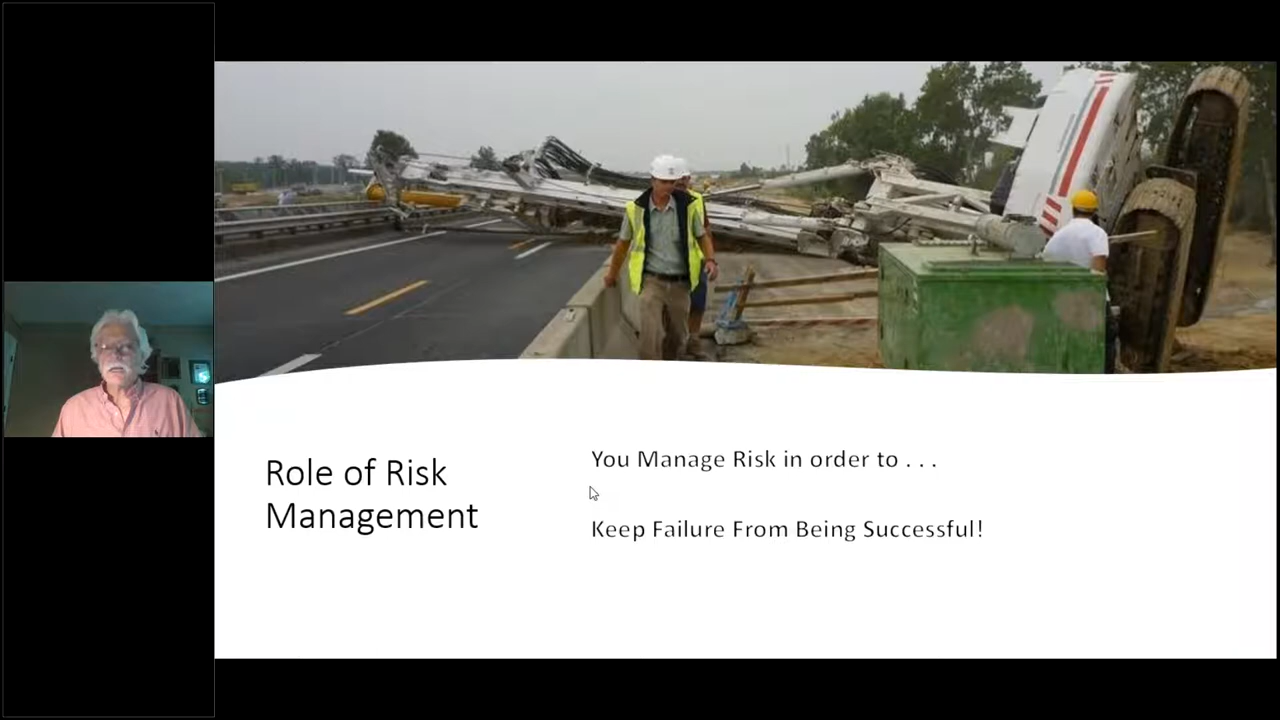 Role of Risk
Management
You Manage Risk in order to . . .
Keep Failure From Being Successful!